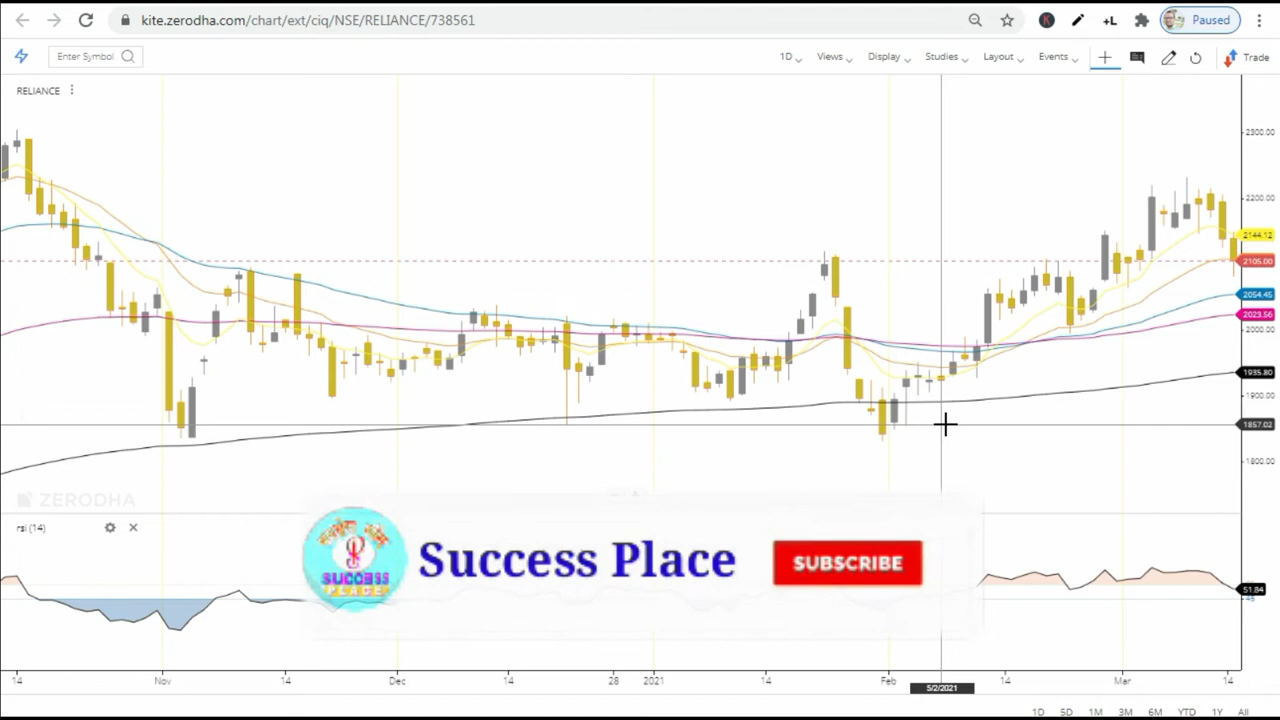 kite.zerodha.com/chart/ext/ciq/NSE/RELIANCE/738561
Paused
Enter Symbol
1D Views Display Studies Layout Events Trade
RELIANCE
2300.00
2200.00
2144.12
2105.00
2054.45
2023.56
2000.00
1935.80
1900.00
1857.02
1800.00
ZERODHA
rsi (14)
SUCCESS
PLACE
Success Place
SUBSCRIBE
51.84
14 Nov 14 Dec 14 28 2021 14 Feb 14 Mar 14
5/2/2021
1D 5D 1M 3M 6M YTD 1Y All